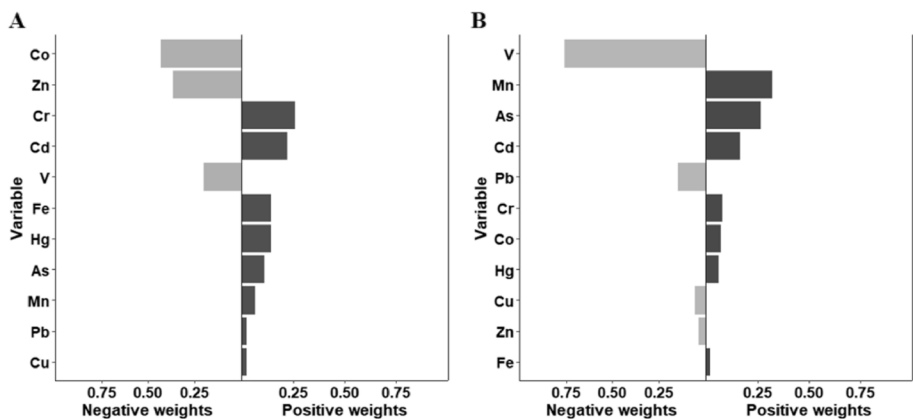 A
Variable
Co
Zn
Cr
Cd
V
Fe
Hg
As
Mn
Pb
Cu
0.75 0.50 0.25 0.25 0.50 0.75
Negative weights Positive weights
B
Variable
V
Mn
As
Cd
Pb
Cr
Co
Hg
Cu
Zn
Fe
0.75 0.50 0.25 0.25 0.50 0.75
Negative weights Positive weights